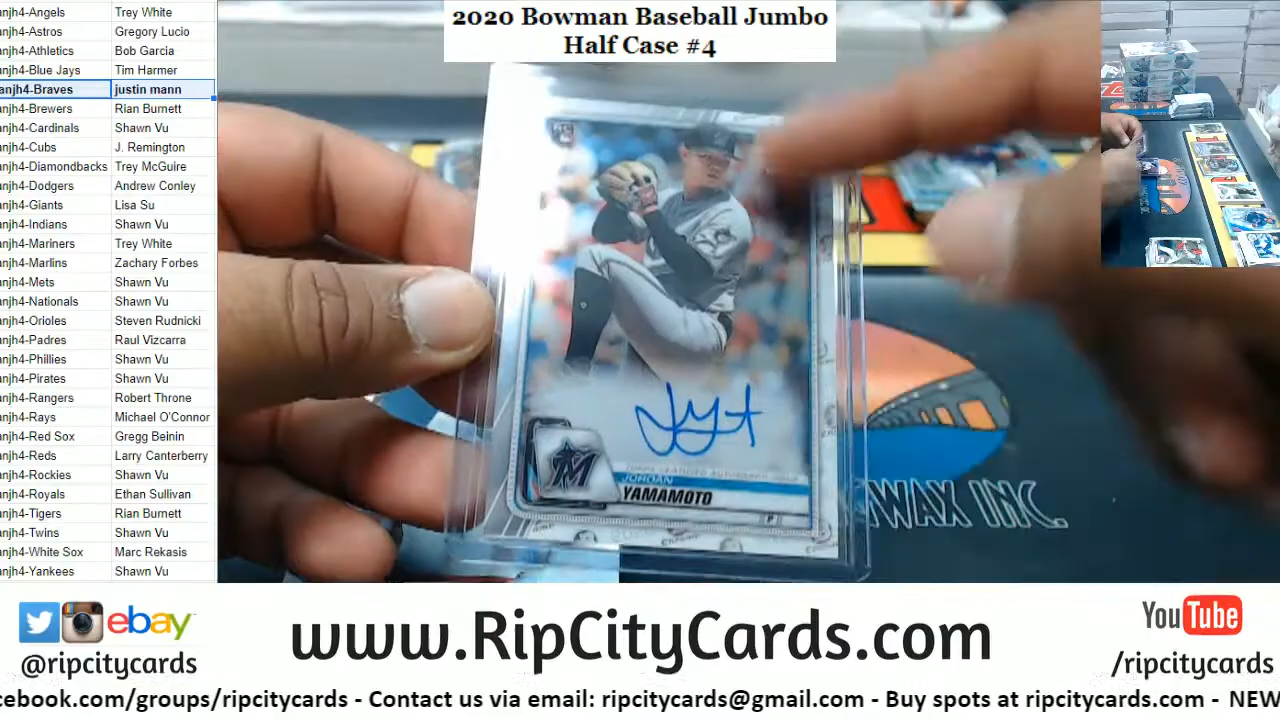 2020 Bowman Baseball Jumbo
Half Case #4
anjh4-Angels Trey White
anjh4-Astros Gregory Lucio
anjh4-Athletics Bob Garcia
anjh4-Blue Jays Tim Harmer
anjh4-Braves justin mann
anjh4-Brewers Rian Burnett
anjh4-Cardinals Shawn Vu
anjh4-Cubs J. Remington
anjh4-Diamondbacks Trey McGuire
anjh4-Dodgers Andrew Conley
anjh4-Giants Lisa Su
anjh4-Indians Shawn Vu
anjh4-Mariners Trey White
anjh4-Marlins Zachary Forbes
anjh4-Mets Shawn Vu
anjh4-Nationals Shawn Vu
anjh4-Orioles Steven Rudnicki
anjh4-Padres Raul Vizcarra
anjh4-Phillies Shawn Vu
anjh4-Pirates Shawn Vu
anjh4-Rangers Robert Throne
anjh4-Rays Michael O'Connor
anjh4-Red Sox Gregg Beinin
anjh4-Reds Larry Canterberry
anjh4-Rockies Shawn Vu
anjh4-Royals Ethan Sullivan
anjh4-Tigers Rian Burnett
anjh4-Twins Shawn Vu
anjh4-White Sox Marc Rekasis
anjh4-Yankees Shawn Vu
M
JORDAN
YAMAMOTO
P
WAX INC.
ebay
@ripcitycards
www.RipCityCards.com
YouTube
/ripcitycards
cebook.com/groups/ripcitycards - Contact us via email: ripcitycards@gmail.com - Buy spots at ripcitycards.com - NEW